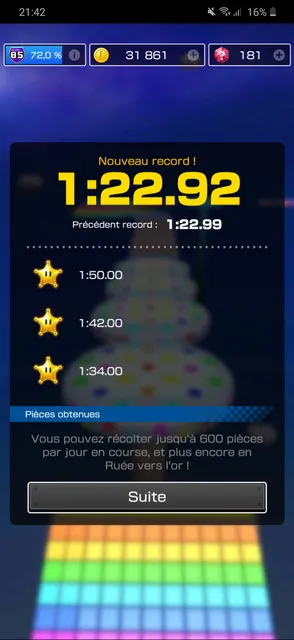 21:42
16%
85 72,0 % i 31 861 + 181 +
Nouveau record !
1:22.92
Précédent record : 1:22.99
1:50.00
1:42.00
1:34.00
Pièces obtenues
Vous pouvez récolter jusqu'à 600 pièces
par jour en course, et plus encore en
Ruée vers l'or !
Suite